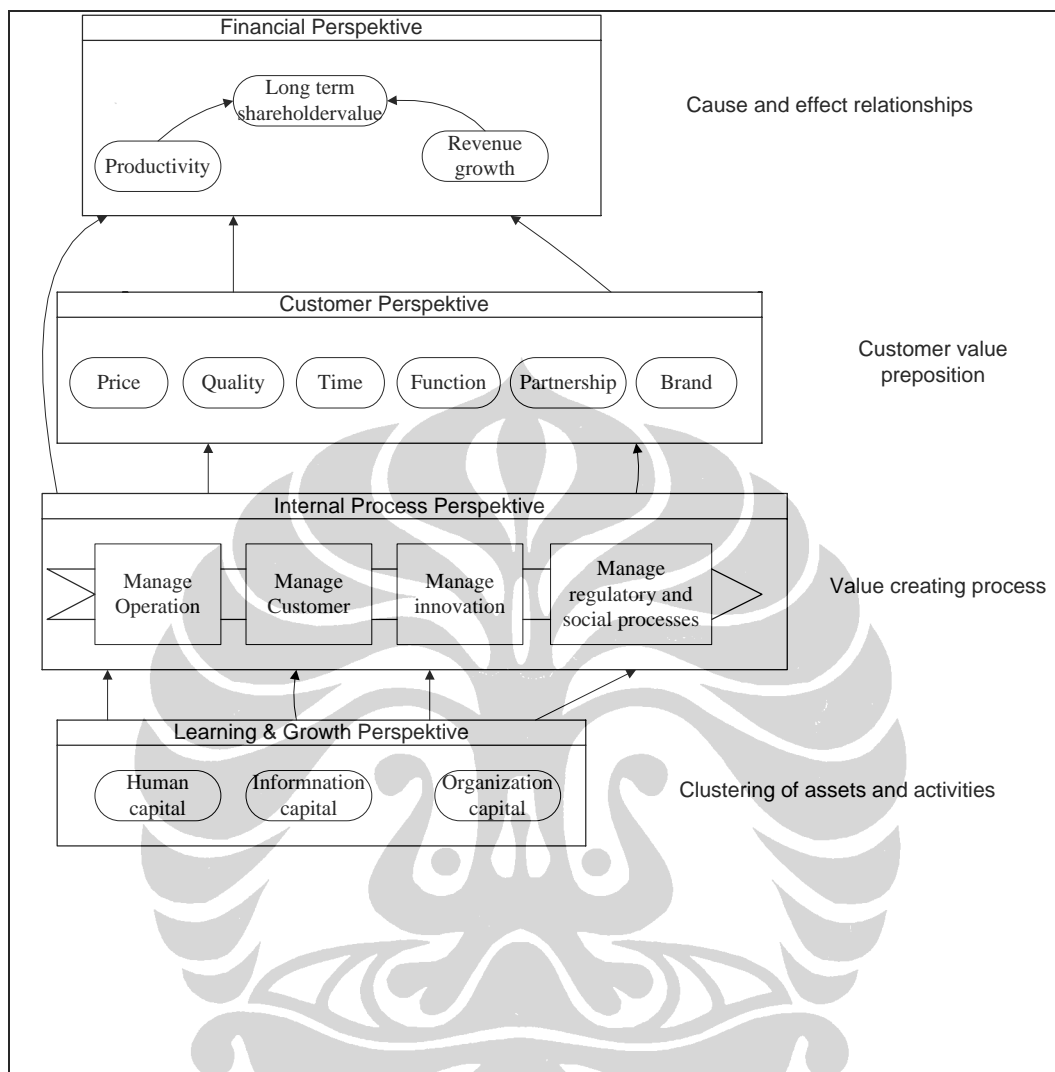 Financial Perspektive
Long term
shareholdervalue
Productivity
Revenue
growth
Cause and effect relationships
Customer Perspektive
Price
Quality
Time
Function
Partnership
Brand
Customer value
preposition
Internal Process Perspektive
Manage
Operation
Manage
Customer
Manage
innovation
Manage
regulatory and
social processes
Value creating process
Learning & Growth Perspektive
Human
capital
Informnation
capital
Organization
capital
Clustering of assets and activities